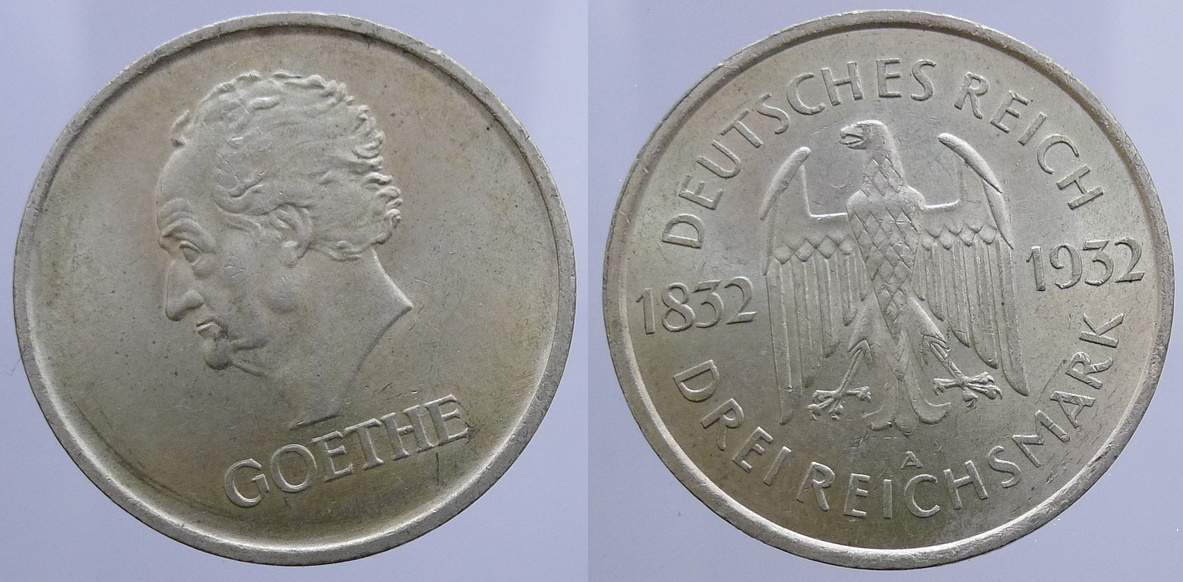 GOETHE
DEUTSCHES REICH
1832 1932
DREI REICHSMARK
A